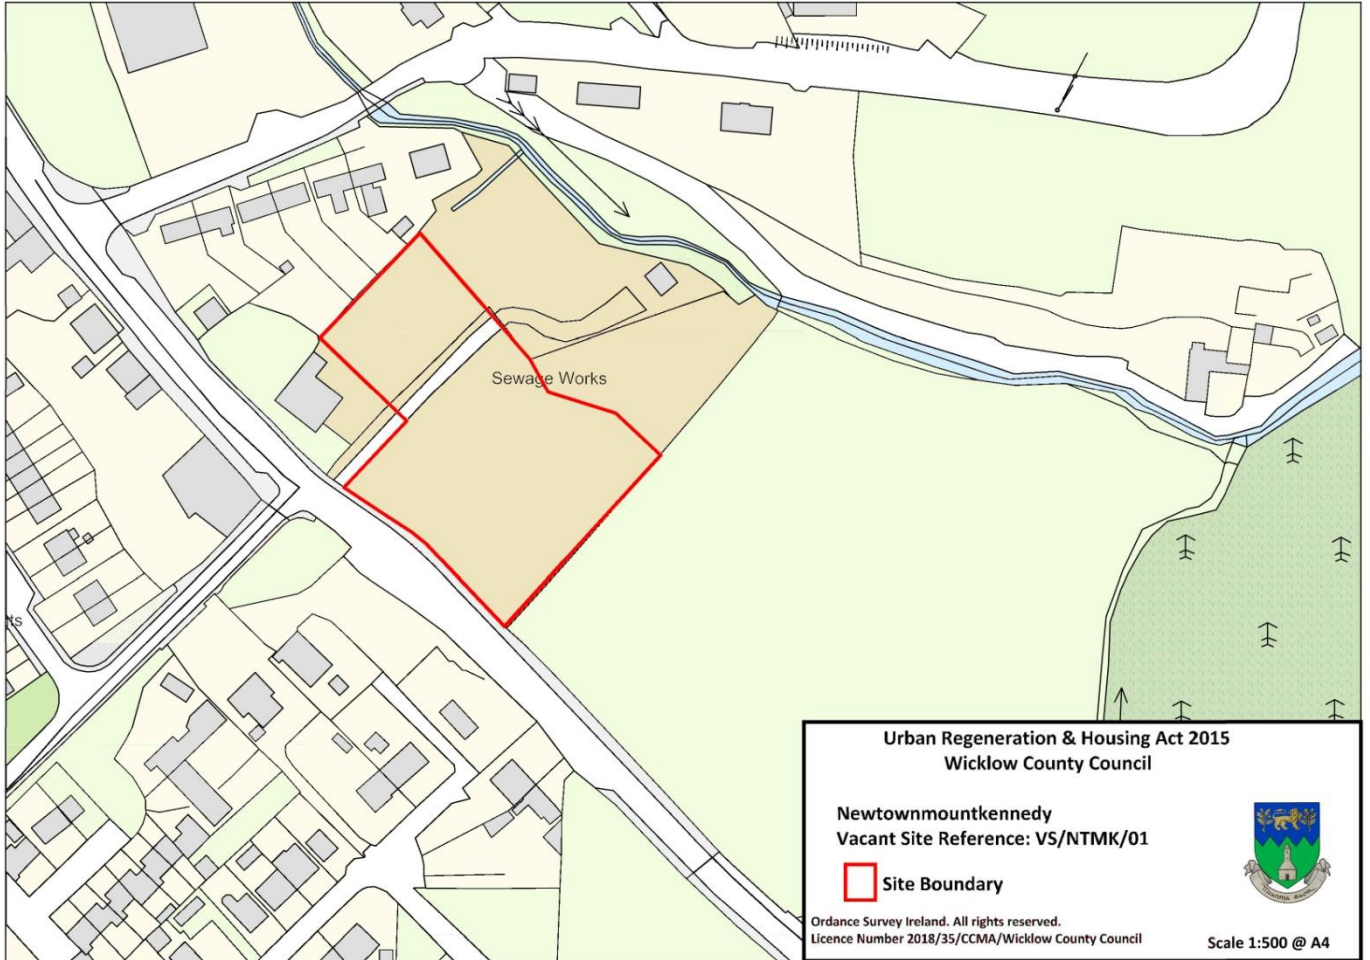 Sewage Works
ts
Urban Regeneration & Housing Act 2015
Wicklow County Council
Newtownmountkennedy
Vacant Site Reference: VS/NTMK/01
Site Boundary
Ordance Survey Ireland. All rights reserved.
Licence Number 2018/35/CCMA/Wicklow County Council
Scale 1:500 @ A4